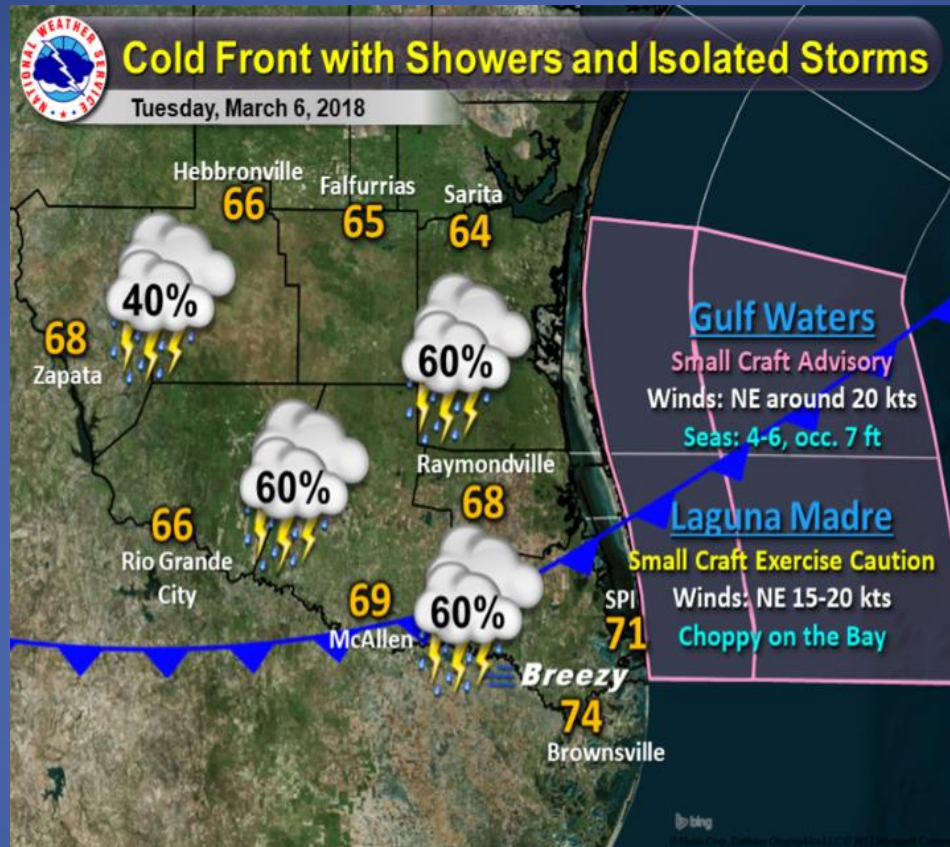 NATIONAL WEATHER SERVICE
Cold Front with Showers and Isolated Storms
Tuesday, March 6, 2018
Hebbronville
66
Falfurrias
65
Sarita
64
40%
68
Zapata
60%
Gulf Waters
Small Craft Advisory
Winds: NE around 20 kts
Seas: 4-6, occ. 7 ft
60%
Raymondville
68
66
Rio Grande
City
Laguna Madre
Small Craft Exercise Caution
Winds: NE 15-20 kts
Choppy on the Bay
69
McAllen
60%
SPI
71
Breezy
74
Brownsville
bing